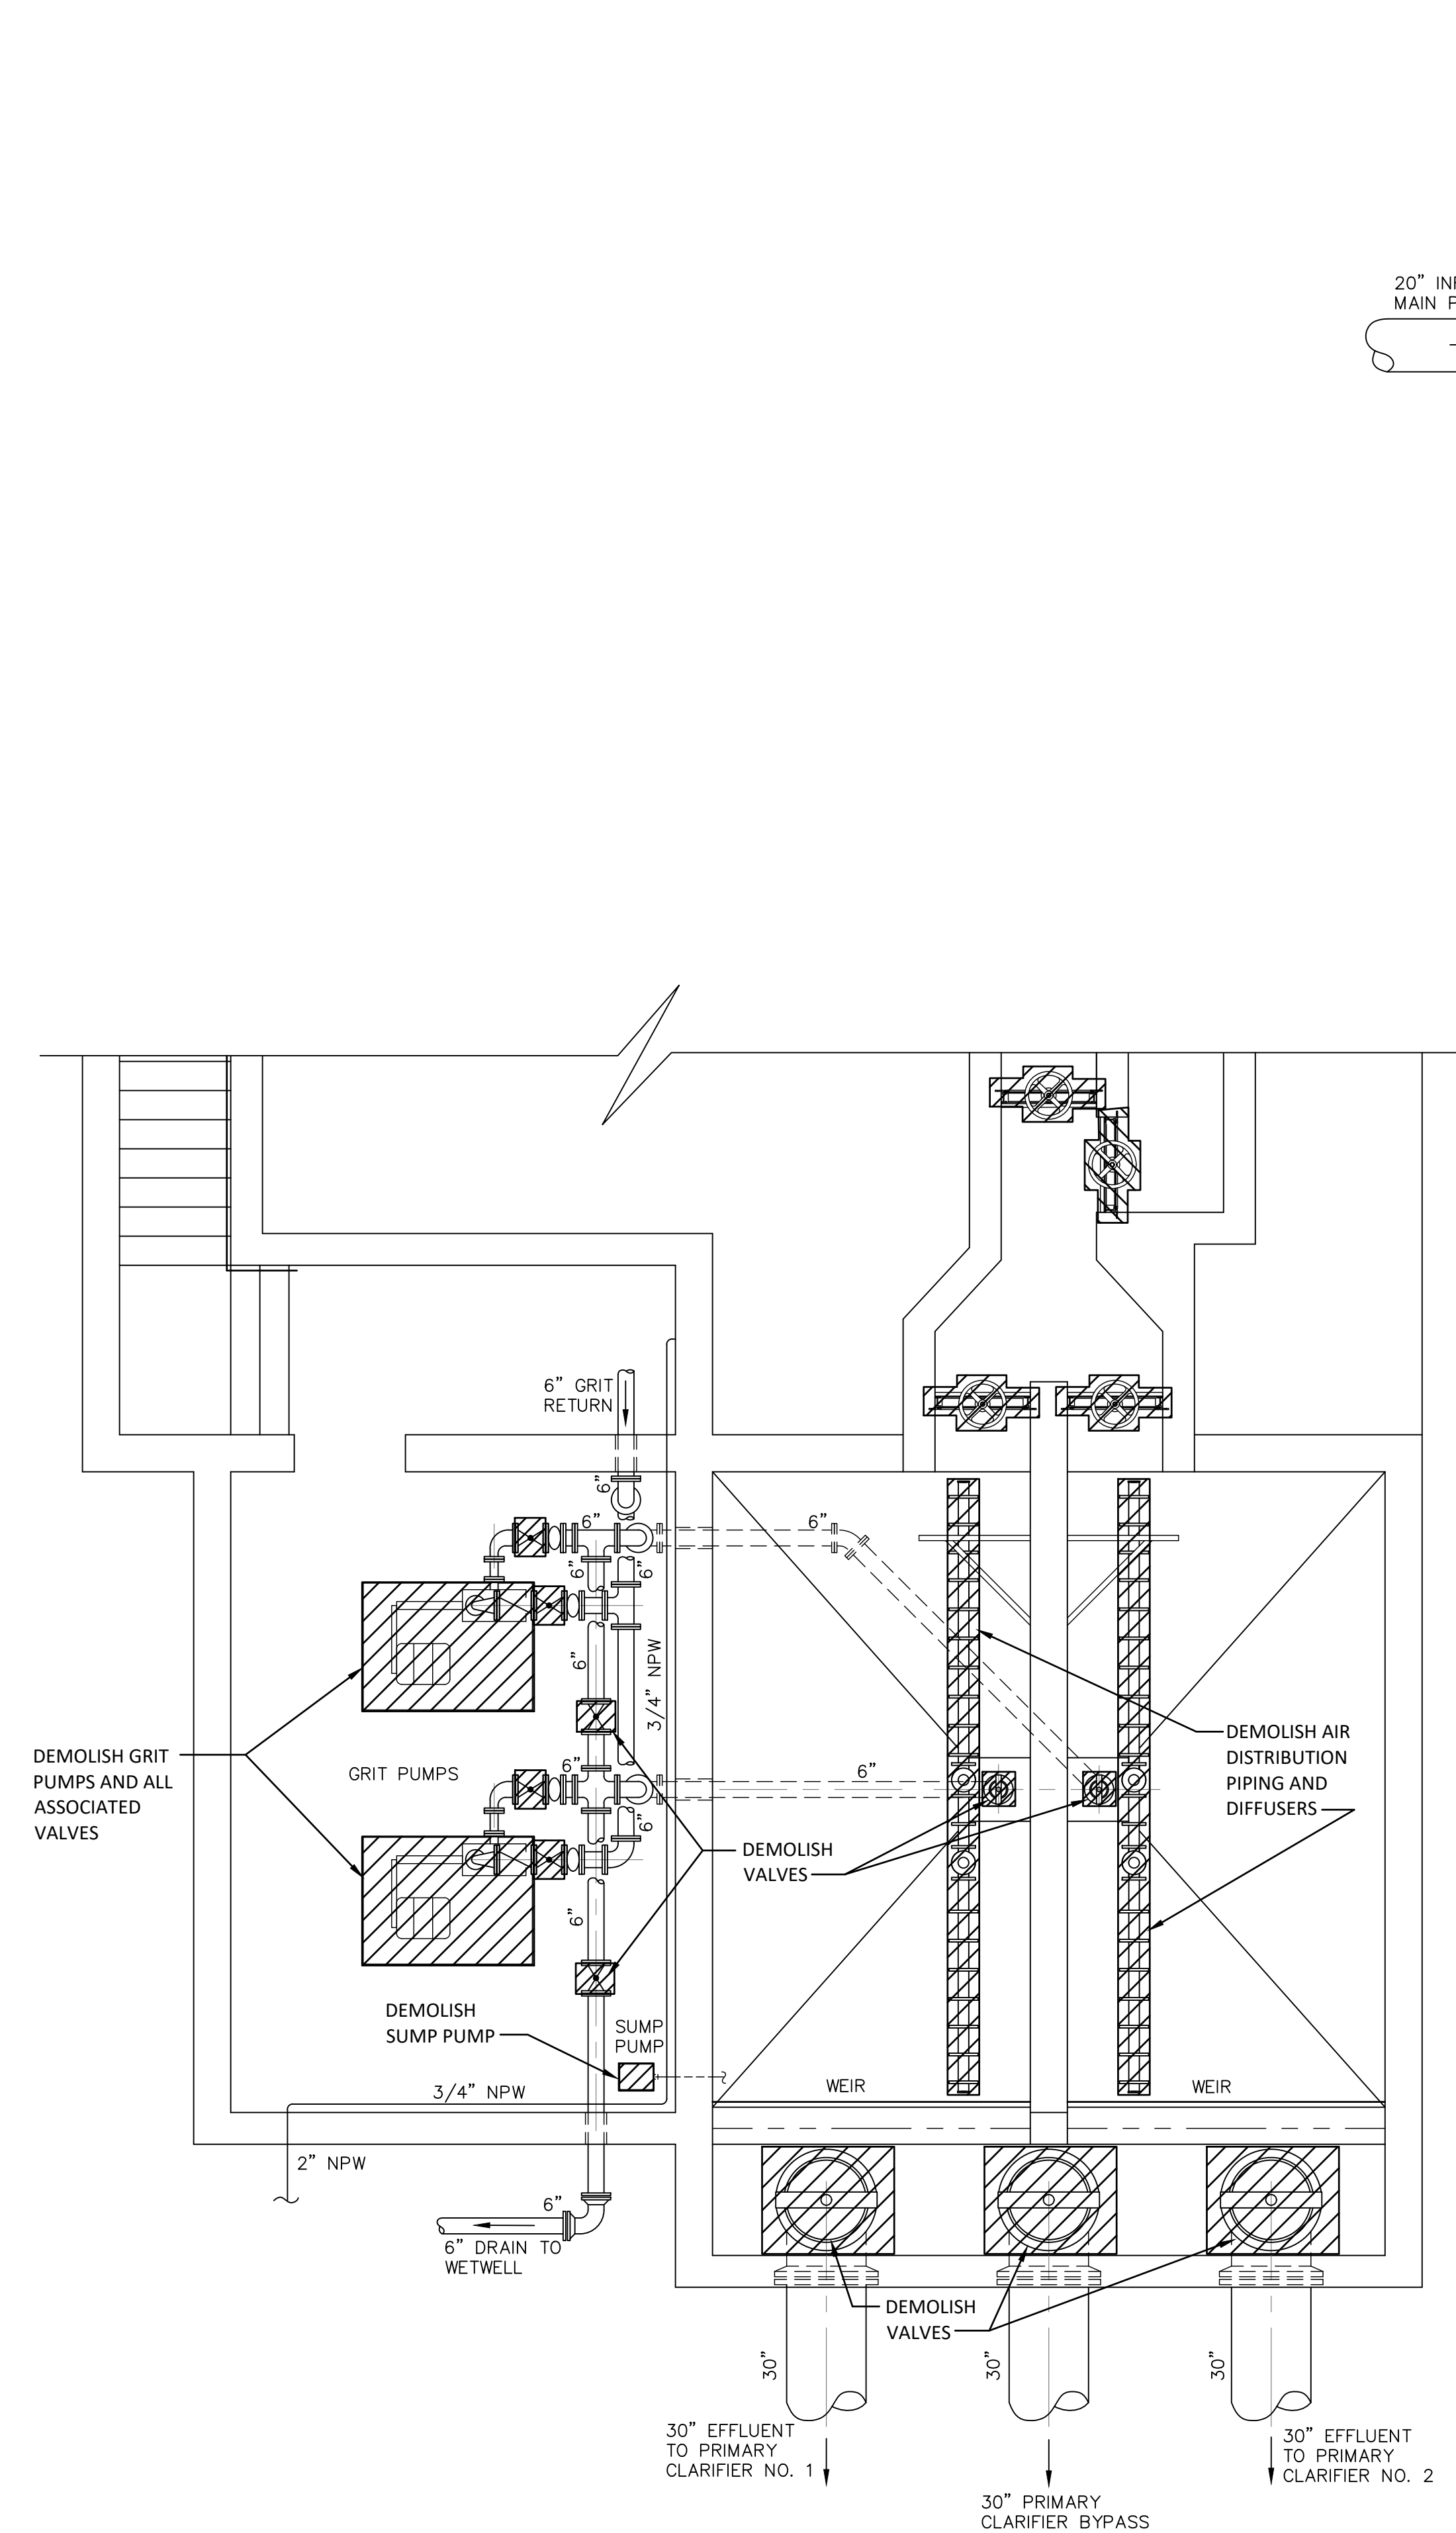 20” INF
MAIN P
6” GRIT
RETURN
6”
6”
6”
6”
6”
6”
3/4” NPW
DEMOLISH AIR
DISTRIBUTION
PIPING AND
DIFFUSERS
DEMOLISH GRIT
PUMPS AND ALL
ASSOCIATED
VALVES
GRIT PUMPS
6”
6”
6”
DEMOLISH
VALVES
6”
DEMOLISH
SUMP PUMP
SUMP
PUMP
3/4” NPW
WEIR
WEIR
2” NPW
6”
6” DRAIN TO
WETWELL
DEMOLISH
VALVES
30”
30”
30”
30” EFFLUENT
TO PRIMARY
CLARIFIER NO. 1
30” EFFLUENT
TO PRIMARY
CLARIFIER NO. 2
30” PRIMARY
CLARIFIER BYPASS